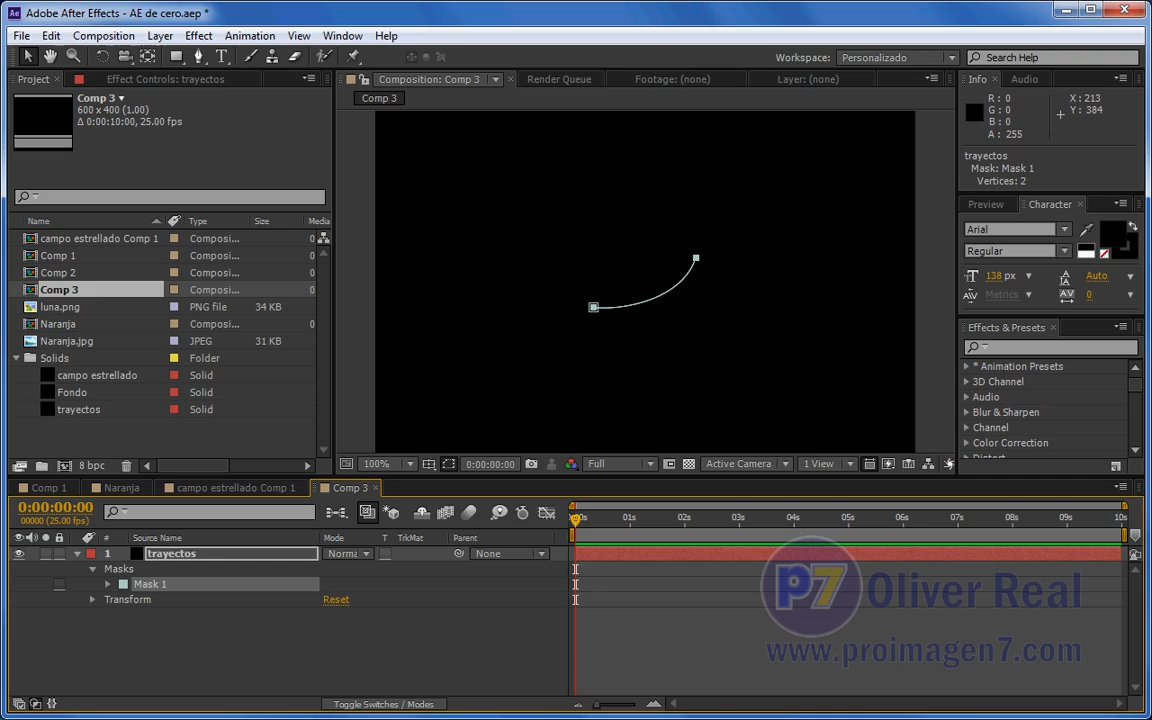 Adobe After Effects - AE de cero.aep *
File Edit Composition Layer Effect Animation View Window Help
Workspace: Personalizado Search Help
Project Effect Controls: trayectos
Composition: Comp 3 Render Queue Footage: (none) Layer: (none)
Info Audio
Comp 3
600 x 400 (1.00)
Δ 0:00:10:00, 25.00 fps
Comp 3
R: 0
G: 0
B: 0
A: 255
X: 213
Y: 384
trayectos
Mask: Mask 1
Vertices: 2
Preview Character
Arial
Regular
138 px Auto
Metrics 0
Effects & Presets
* Animation Presets
3D Channel
Audio
Blur & Sharpen
Channel
Color Correction
Distort
Name Type Size Media
campo estrellado Comp 1 Composi... 0
Comp 1 Composi... 0
Comp 2 Composi... 0
Comp 3 Composi... 0
luna.png PNG file 34 KB
Naranja Composi... 0
Naranja.jpg JPEG 31 KB
Solids Folder
campo estrellado Solid
Fondo Solid
trayectos Solid
8 bpc
100% 0:00:00:00 Full Active Camera 1 View
Comp 1 Naranja campo estrellado Comp 1 Comp 3
0:00:00:00
00000 (25.00 fps)
:00s 01s 02s 03s 04s 05s 06s 07s 08s 09s 10s
# Source Name Mode T TrkMat Parent
1 trayectos Norma None
Masks
Mask 1
Transform Reset
p7 Oliver Real
www.proimagen7.com
Toggle Switches / Modes